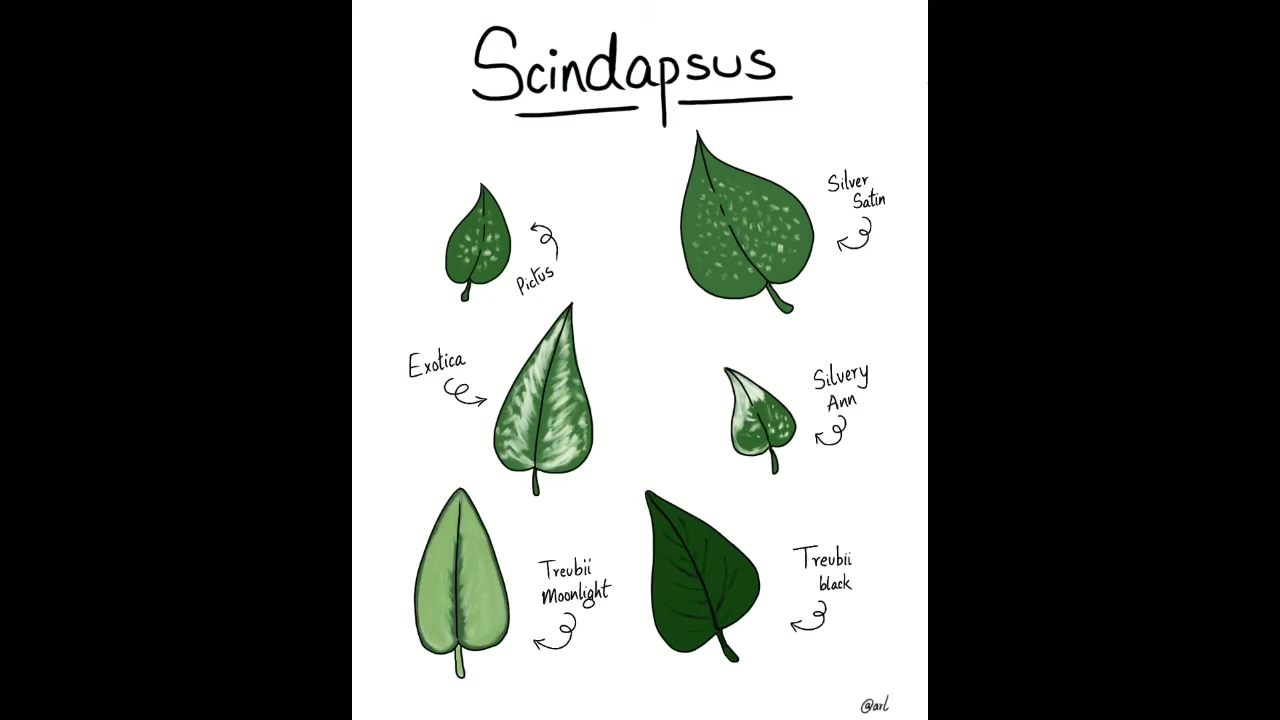 Scindapsus
Silver
Satin
Pictus
Exotica
Silvery
Ann
Treubii
Moonlight
Treubii
black
@arl